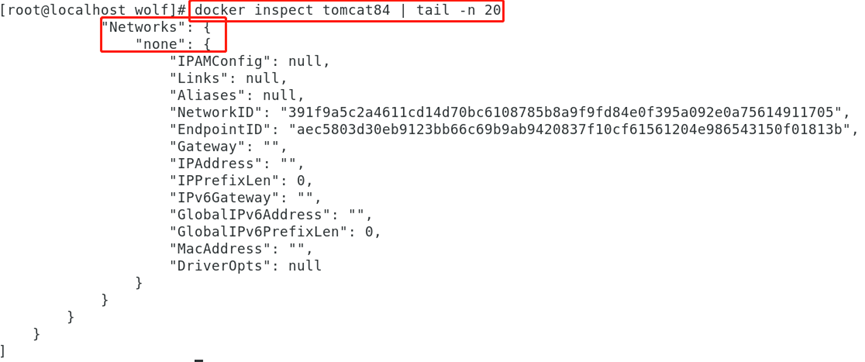 [root@localhost wolf]# docker inspect tomcat84 | tail -n 20
"Networks": {
"none": {
"IPAMConfig": null,
"Links": null,
"Aliases": null,
"NetworkID": "391f9a5c2a4611cd14d70bc6108785b8a9f9fd84e0f395a092e0a75614911705",
"EndpointID": "aec5803d30eb9123bb66c69b9ab9420837f10cf61561204e986543150f01813b",
"Gateway": "",
"IPAddress": "",
"IPPrefixLen": 0,
"IPv6Gateway": "",
"GlobalIPv6Address": "",
"GlobalIPv6PrefixLen": 0,
"MacAddress": "",
"DriverOpts": null
}
}
}
}
]